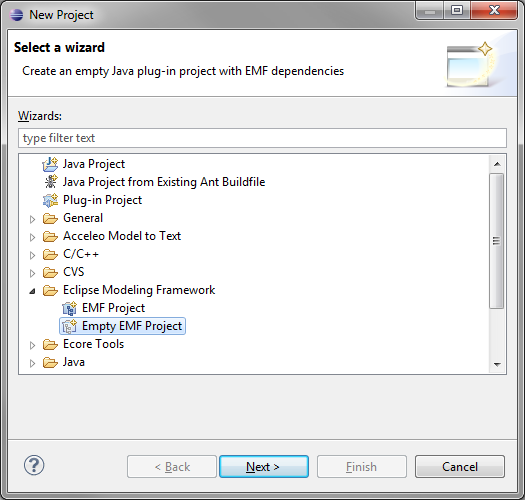 New Project
Select a wizard
Create an empty Java plug-in project with EMF dependencies
Wizards:
type filter text
Java Project
Java Project from Existing Ant Buildfile
Plug-in Project
General
Acceleo Model to Text
C/C++
CVS
Eclipse Modeling Framework
EMF Project
Empty EMF Project
Ecore Tools
Java
?
< Back
Next >
Finish
Cancel